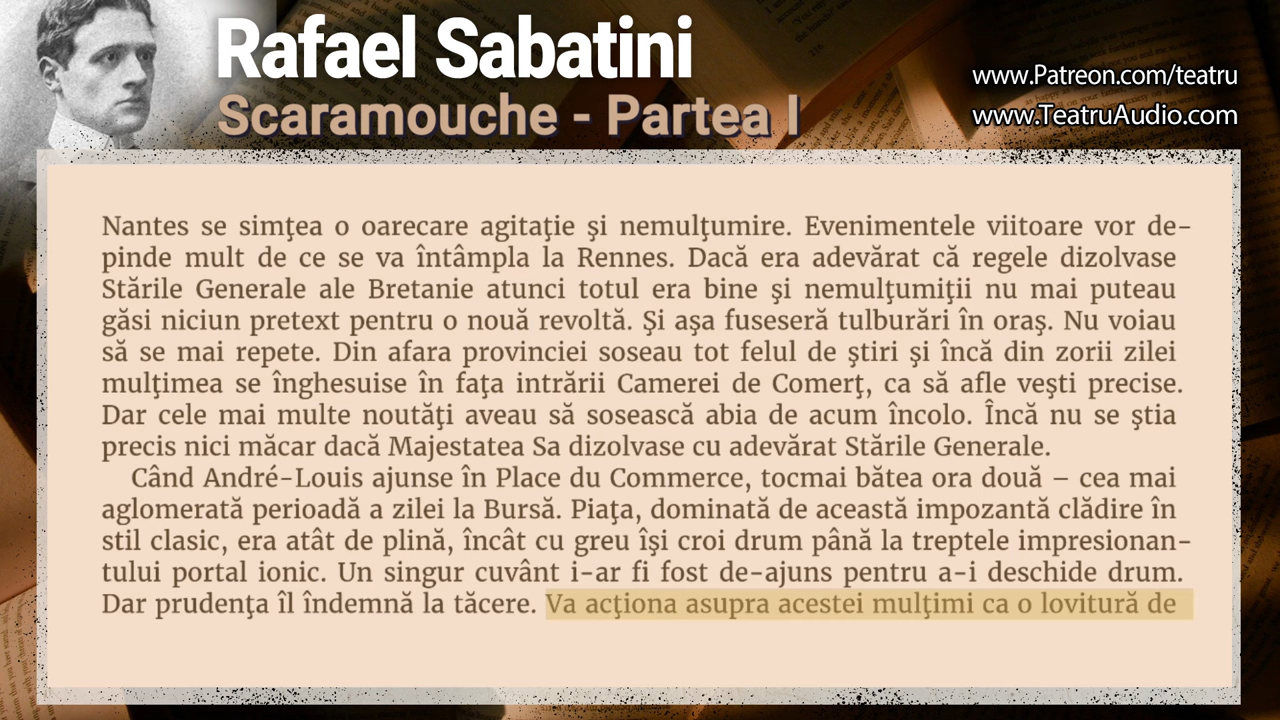 Rafael Sabatini
Scaramouche - Partea I
www.Patreon.com/teatru
www.TeatruAudio.com
Nantes se simţea o oarecare agitaţie şi nemulţumire. Evenimentele viitoare vor de-
pinde mult de ce se va întâmpla la Rennes. Dacă era adevărat că regele dizolvase
Stările Generale ale Bretanie atunci totul era bine şi nemulţumiţii nu mai puteau
găsi niciun pretext pentru o nouă revoltă. Şi aşa fuseseră tulburări în oraş. Nu voiau
să se mai repete. Din afara provinciei soseau tot felul de ştiri şi încă din zorii zilei
mulţimea se înghesuise în faţa intrării Camerei de Comerţ, ca să afle veşti precise.
Dar cele mai multe noutăţi aveau să sosească abia de acum încolo. Încă nu se ştia
precis nici măcar dacă Majestatea Sa dizolvase cu adevărat Stările Generale.
Când André-Louis ajunse în Place du Commerce, tocmai bătea ora două – cea mai
aglomerată perioadă a zilei la Bursă. Piaţa, dominată de această impozantă clădire în
stil clasic, era atât de plină, încât cu greu îşi croi drum până la treptele impresionan-
tului portal ionic. Un singur cuvânt i-ar fi fost de-ajuns pentru a-i deschide drum.
Dar prudenţa îl îndemnă la tăcere. Va acţiona asupra acestei mulţimi ca o lovitură de